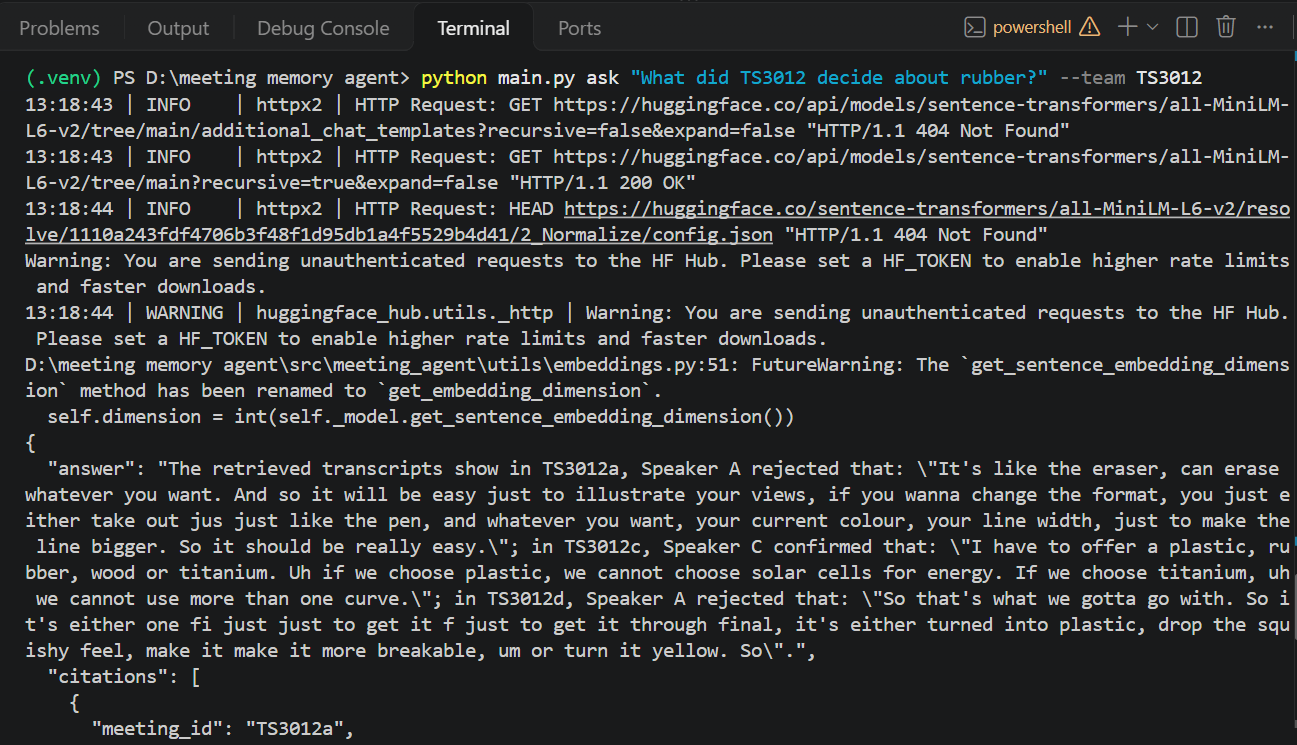 Problems Output Debug Console Terminal Ports powershell
(.venv) PS D:\meeting memory agent> python main.py ask "What did TS3012 decide about rubber?" --team TS3012
13:18:43 | INFO    | httpx2 | HTTP Request: GET https://huggingface.co/api/models/sentence-transformers/all-MiniLM-
L6-v2/tree/main/additional_chat_templates?recursive=false&expand=false "HTTP/1.1 404 Not Found"
13:18:43 | INFO    | httpx2 | HTTP Request: GET https://huggingface.co/api/models/sentence-transformers/all-MiniLM-
L6-v2/tree/main?recursive=true&expand=false "HTTP/1.1 200 OK"
13:18:44 | INFO    | httpx2 | HTTP Request: HEAD https://huggingface.co/sentence-transformers/all-MiniLM-L6-v2/reso
lve/1110a243fdf4706b3f48f1d95db1a4f5529b4d41/2_Normalize/config.json "HTTP/1.1 404 Not Found"
Warning: You are sending unauthenticated requests to the HF Hub. Please set a HF_TOKEN to enable higher rate limits
 and faster downloads.
13:18:44 | WARNING | huggingface_hub.utils._http | Warning: You are sending unauthenticated requests to the HF Hub.
 Please set a HF_TOKEN to enable higher rate limits and faster downloads.
D:\meeting memory agent\src\meeting_agent\utils\embeddings.py:51: FutureWarning: The `get_sentence_embedding_dimens
ion` method has been renamed to `get_embedding_dimension`.
  self.dimension = int(self._model.get_sentence_embedding_dimension())
{
  "answer": "The retrieved transcripts show in TS3012a, Speaker A rejected that: \"It's like the eraser, can erase
whatever you want. And so it will be easy just to illustrate your views, if you wanna change the format, you just e
ither take out jus just like the pen, and whatever you want, your current colour, your line width, just to make the
 line bigger. So it should be really easy.\"; in TS3012c, Speaker C confirmed that: \"I have to offer a plastic, ru
bber, wood or titanium. Uh if we choose plastic, we cannot choose solar cells for energy. If we choose titanium, uh
 we cannot use more than one curve.\"; in TS3012d, Speaker A rejected that: \"So that's what we gotta go with. So i
t's either one fi just just to get it f just to get it through final, it's either turned into plastic, drop the squ
ishy feel, make it make it more breakable, um or turn it yellow. So\".",
  "citations": [
    {
      "meeting_id": "TS3012a",